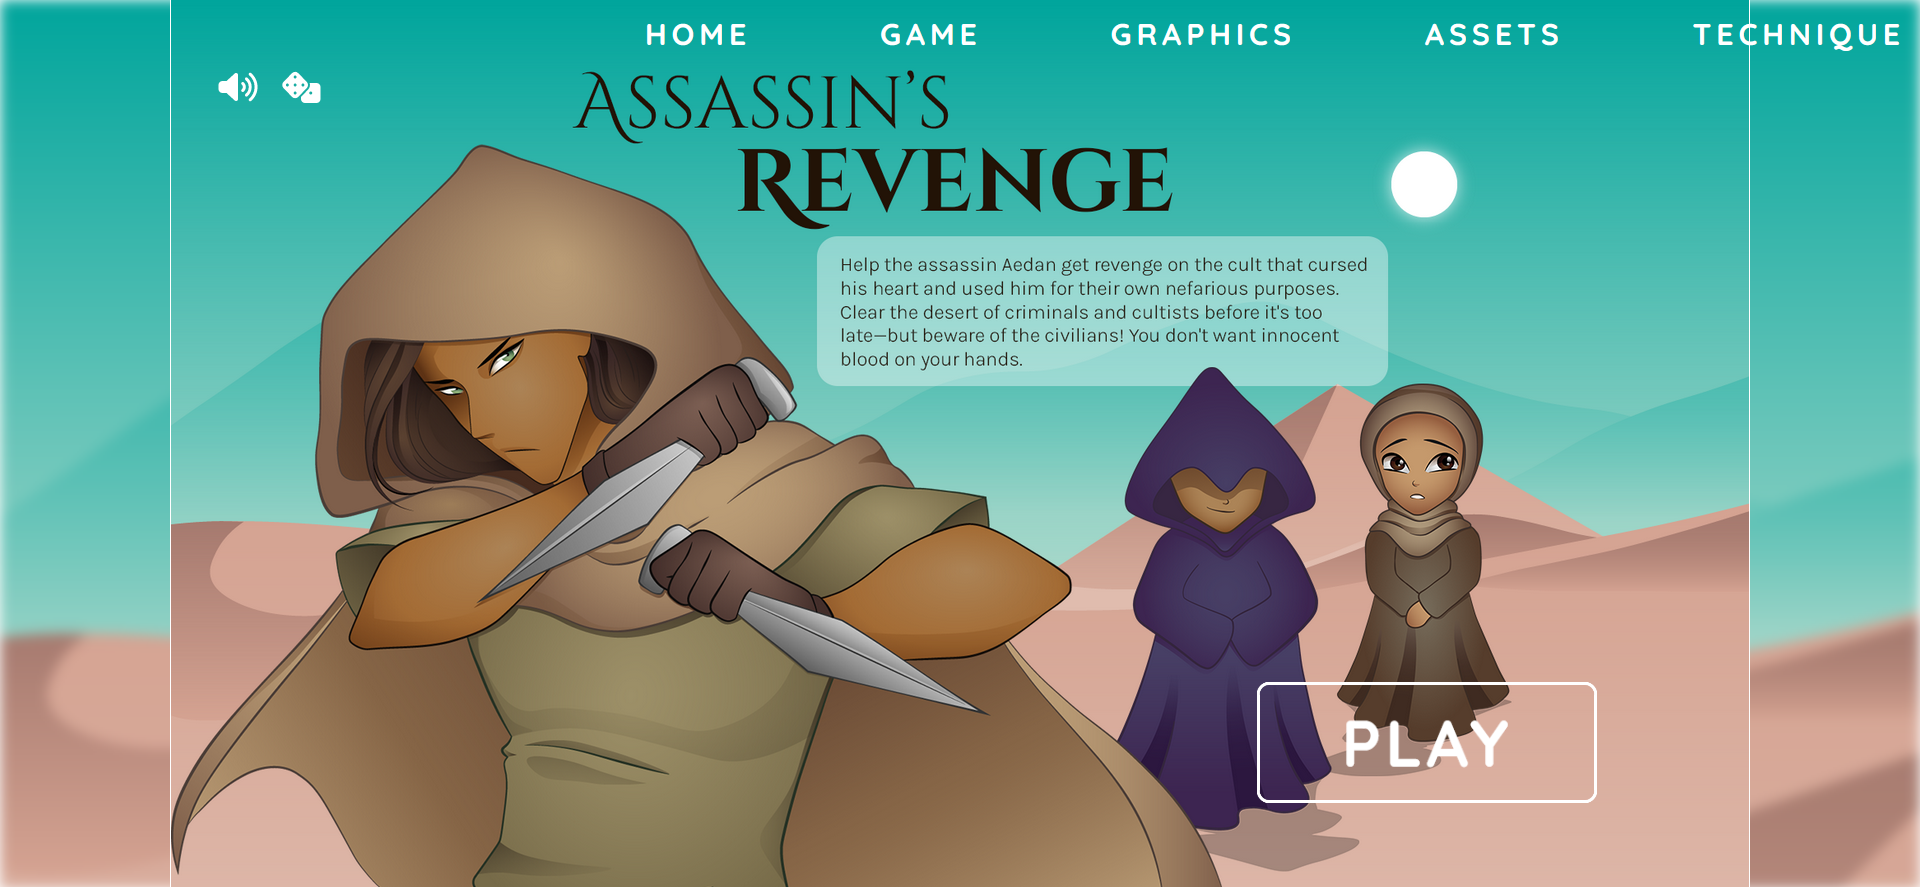 HOME GAME GRAPHICS ASSETS TECHNIQUE
ASSASSIN'S
REVENGE
Help the assassin Aedan get revenge on the cult that cursed
his heart and used him for their own nefarious purposes.
Clear the desert of criminals and cultists before it's too
late—but beware of the civilians! You don't want innocent
blood on your hands.
PLAY